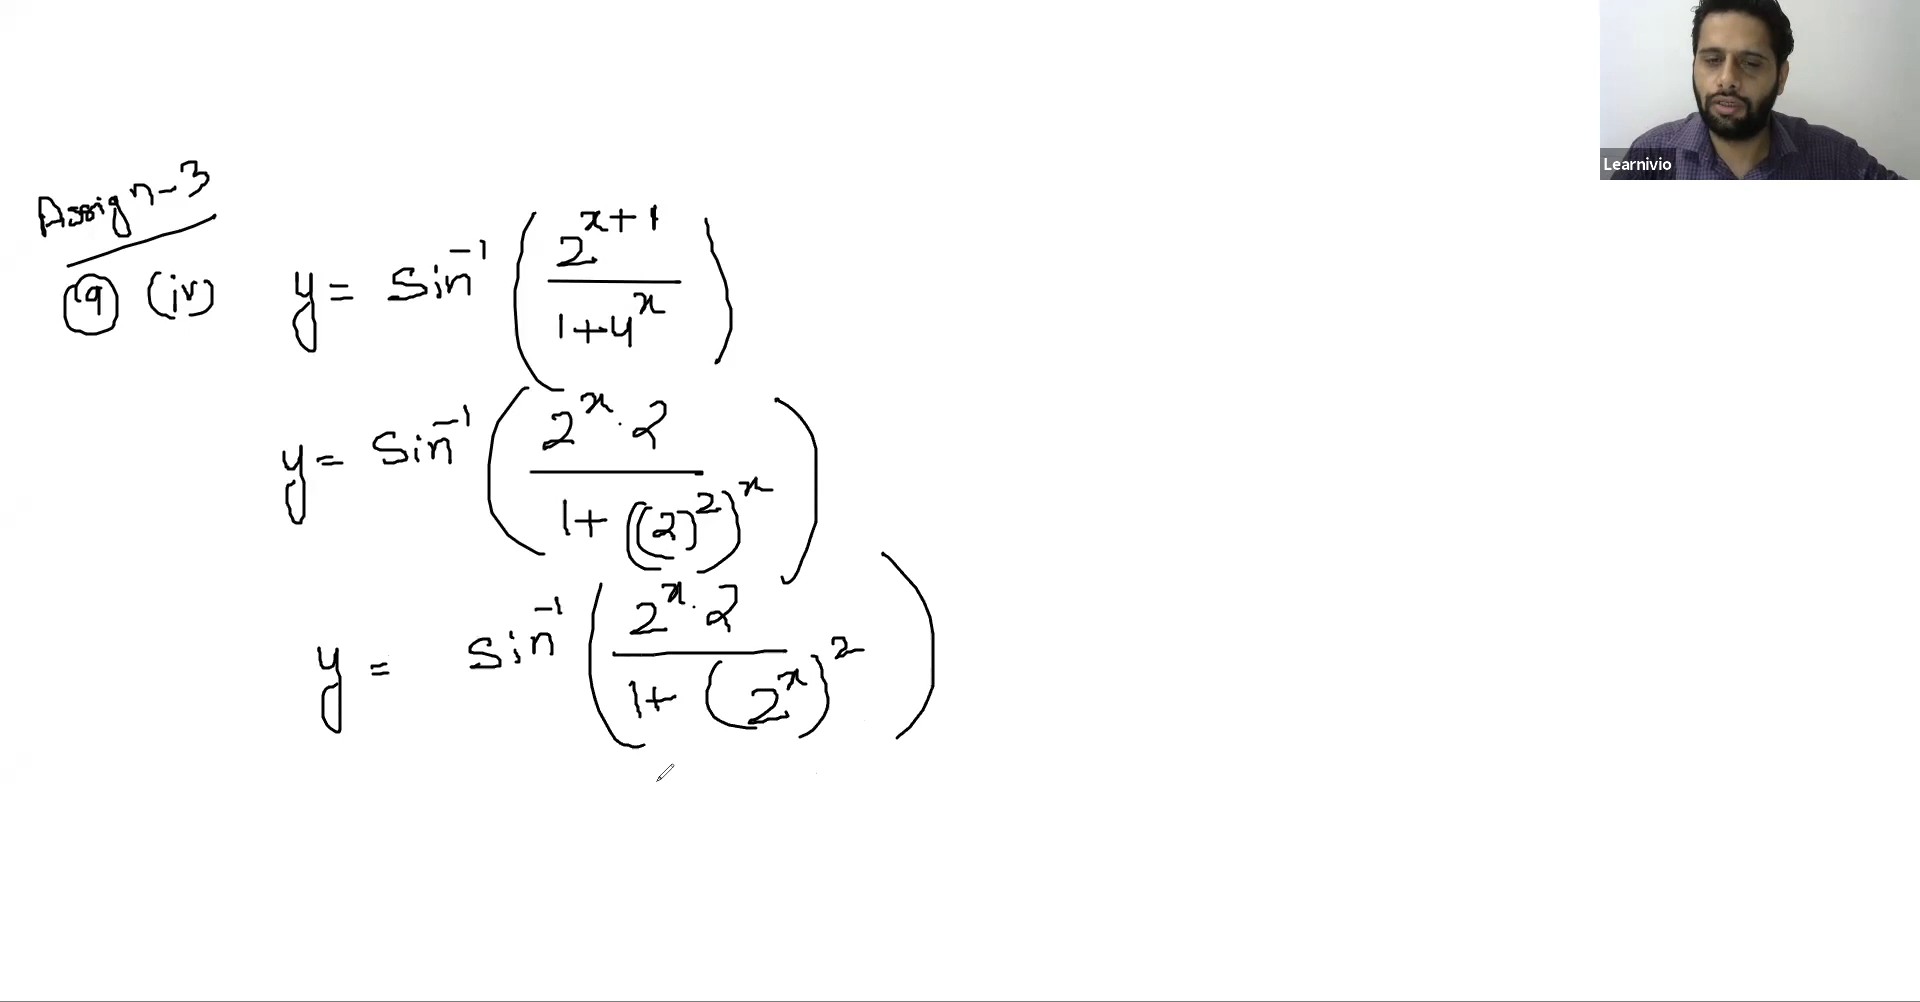 Assign-3
9 (iv) y = Sin⁻¹ ( 2^(x+1) / (1+4^x) )
y = Sin⁻¹ ( 2^x · 2 / (1+ ((2)^2)^x) )
y = sin⁻¹ ( 2^x · 2 / (1+ (2^x)^2) )
Learnivio